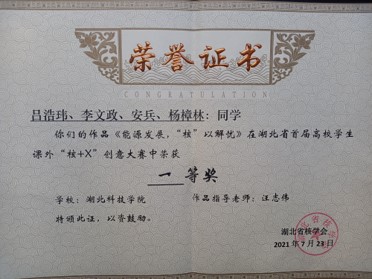 荣誉证书
CONGRATULATION
吕浩玮、李文政、安兵、杨樟林：同学
你们的作品《能源发展，“核”以解忧》在湖北省首届高校学生
课外“核+X”创意大赛中荣获
一 等奖
学校：湖北科技学院 作品指导老师：汪志伟
特颁此证，以资鼓励。
湖北省核学会
2021年7月23日